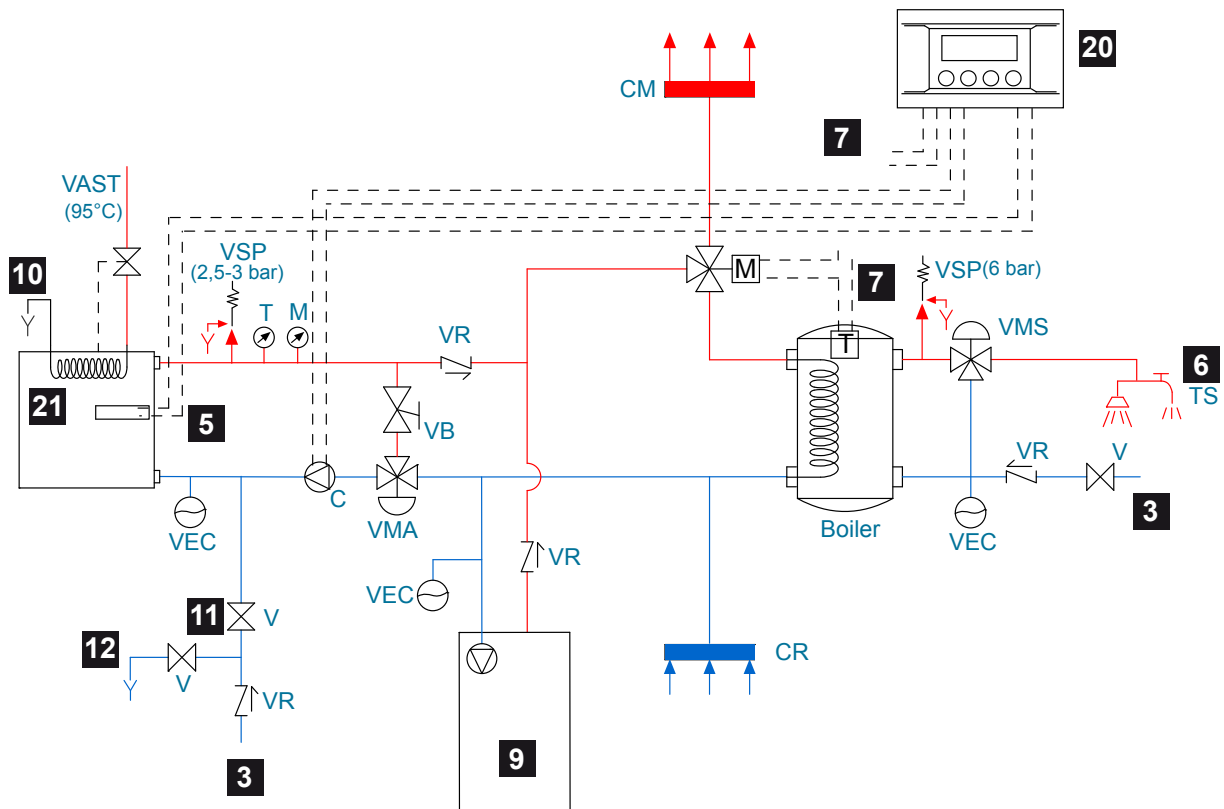 CM
20
7
VAST
(95°C)
VSP
(2,5-3 bar)
10
T
M
VR
M
7
VSP(6 bar)
VMS
T
6
TS
21
5
VB
VR
V
C
VMA
Boiler
3
VEC
VEC
VR
VEC
11
V
12
V
VR
CR
3
9